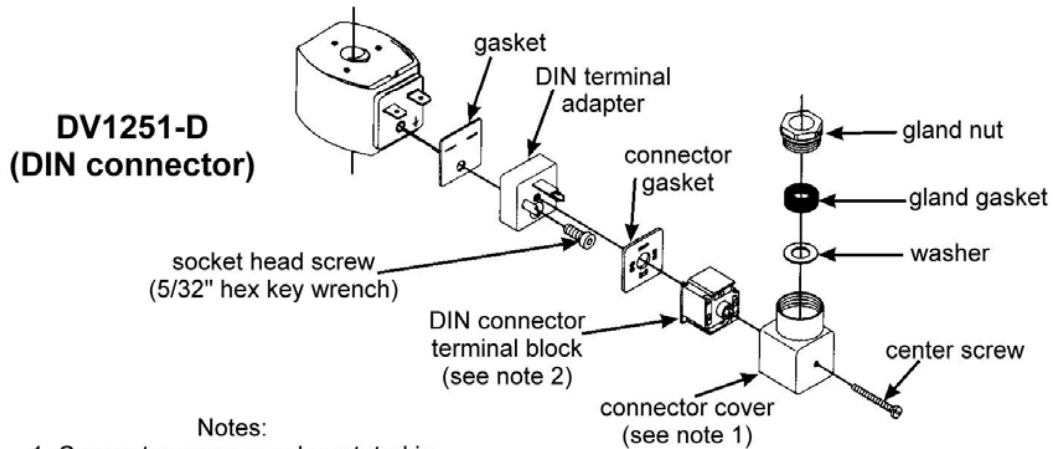 DV1251-D
(DIN connector)
gasket
DIN terminal
adapter
connector
gasket
gland nut
gland gasket
washer
socket head screw
(5/32" hex key wrench)
DIN connector
terminal block
(see note 2)
connector cover
(see note 1)
center screw
Notes: